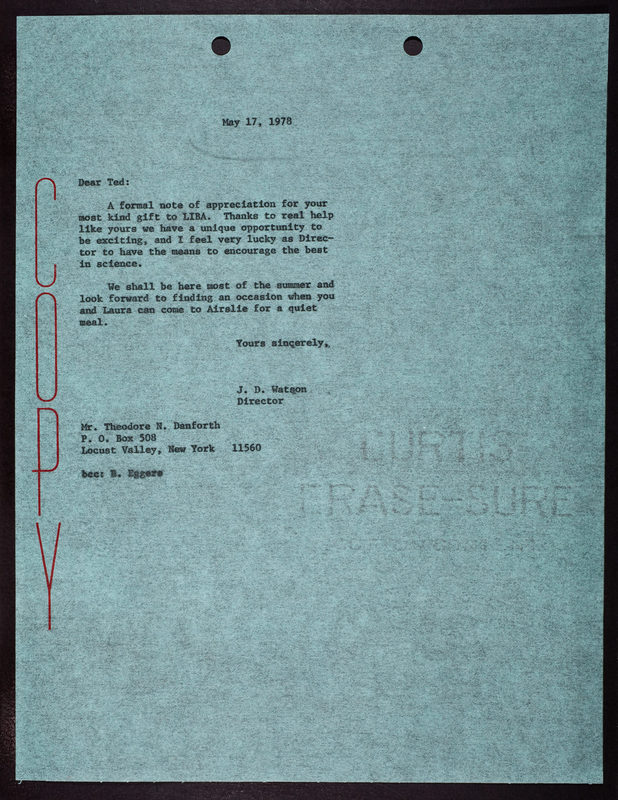 May 17, 1978
Dear Ted:
A formal note of appreciation for your
most kind gift to LIBA. Thanks to real help
like yours we have a unique opportunity to
be exciting, and I feel very lucky as Direc-
tor to have the means to encourage the best
in science.
We shall be here most of the summer and
look forward to finding an occasion when you
and Laura can come to Airslie for a quiet
meal.
Yours sincerely,
J. D. Watson
Director
Mr. Theodore N. Danforth
P. O. Box 508
Locust Valley, New York 11560
bcc: B. Eggers
COPY
CURTIS
ERASE-SURE